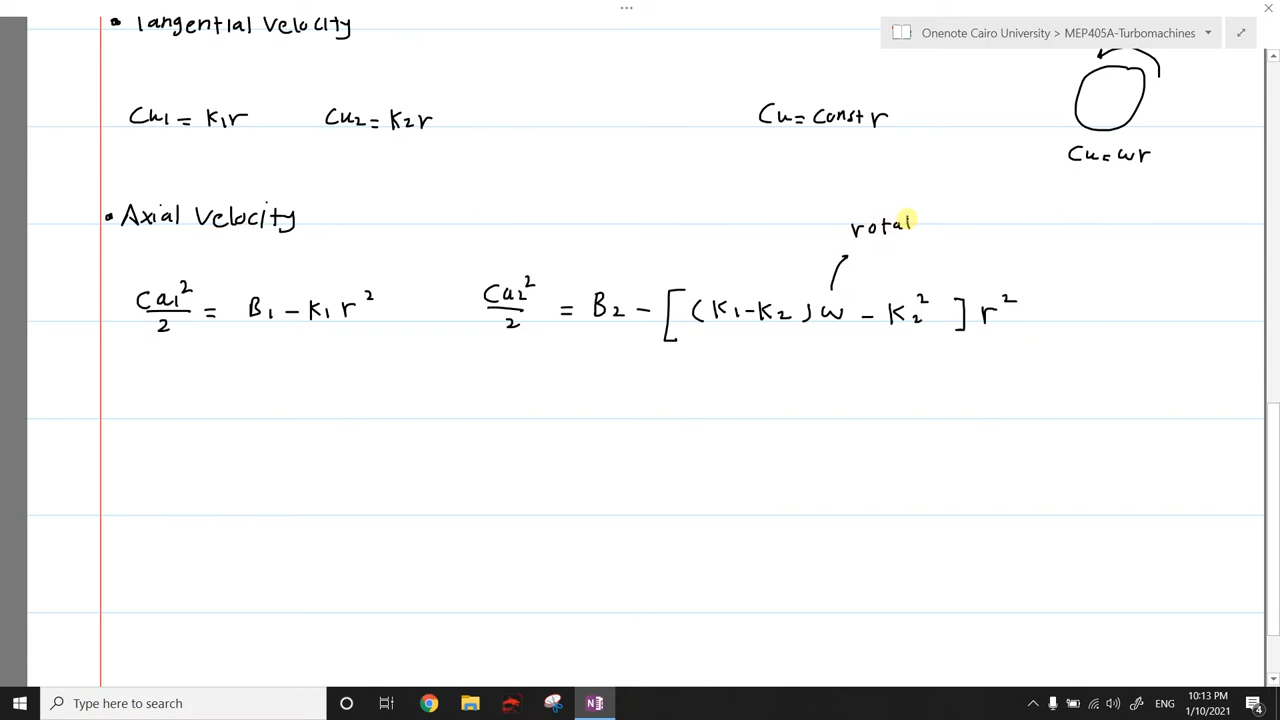 • Tangential Velocity
Onenote Cairo University > MEP405A-Turbomachines
Cu1 = K1r Cu2 = K2r Cu = const r
Cu = ωr
• Axial Velocity
rotal
Ca1²/2 = B1 - K1 r² Ca2²/2 = B2 - [(K1-K2)ω - K2²] r²
Type here to search
ENG
10:13 PM
1/10/2021
4